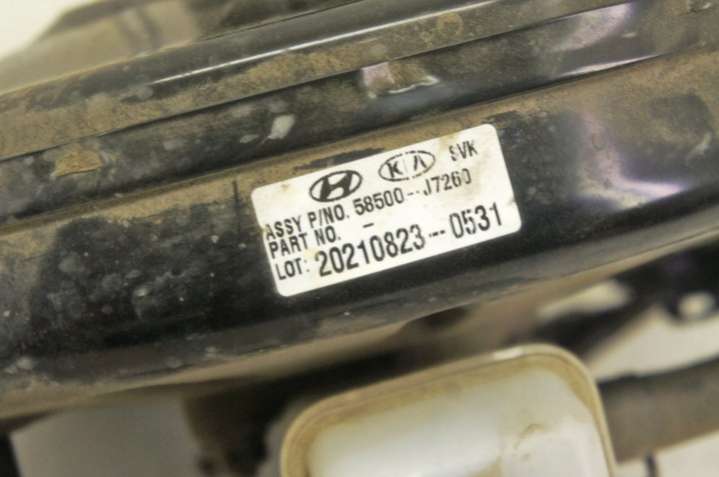 KIA SVK
ASSY P/NO. 58500--J7260
PART NO. -
LOT: 20210823--0531